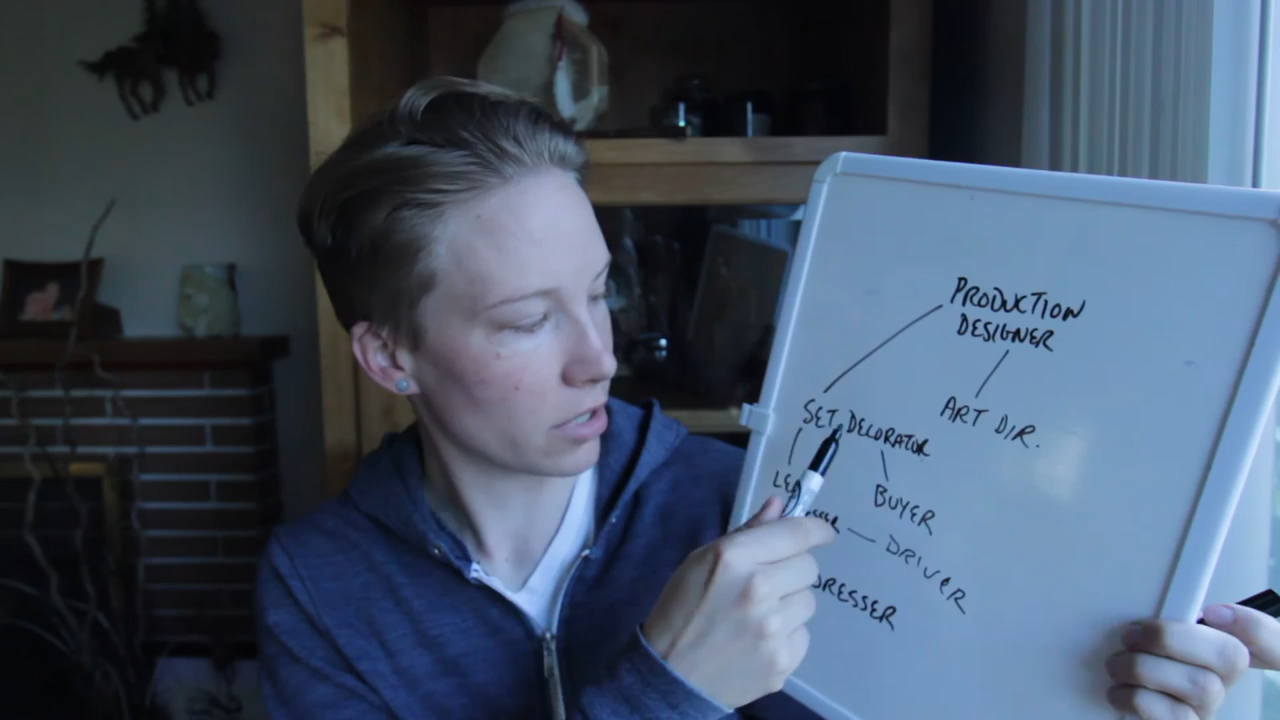 PRODUCTION
DESIGNER
ART DIR.
SET DECORATOR
BUYER
DRIVER
DRESSER